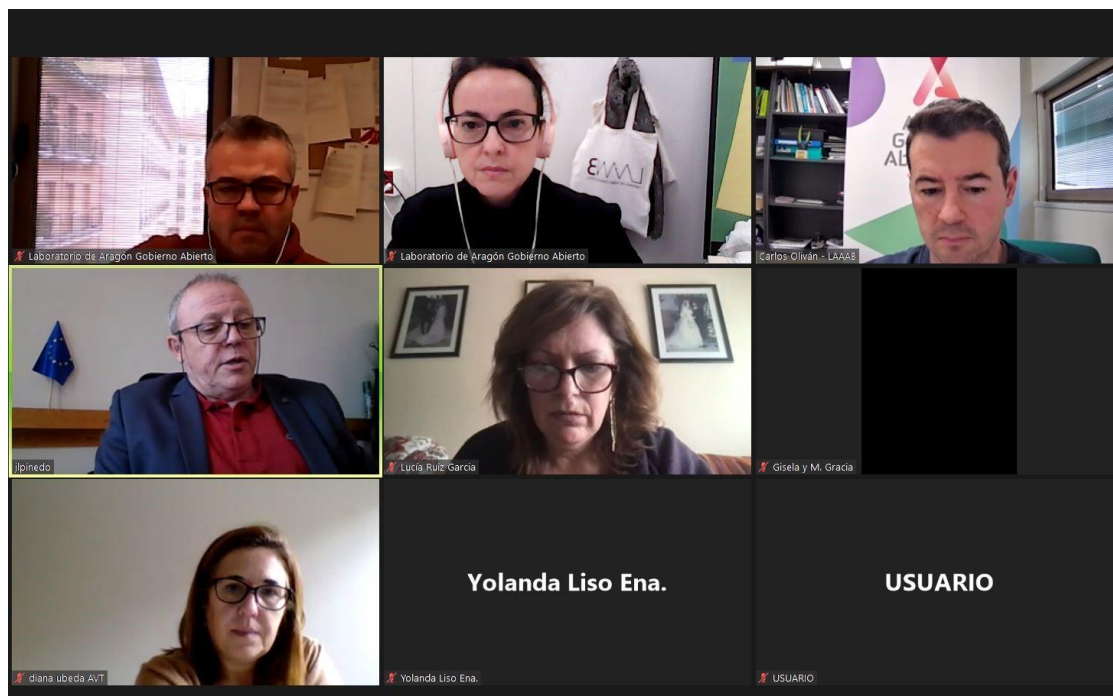 Laboratorio de Aragón Gobierno Abierto
Laboratorio de Aragón Gobierno Abierto
Carlos Oliván - LAAAB
jlpinedo
Lucía Ruiz Garcia
Gisela y M. Gracia
diana ubeda AVT
Yolanda Liso Ena.
Yolanda Liso Ena.
USUARIO
USUARIO